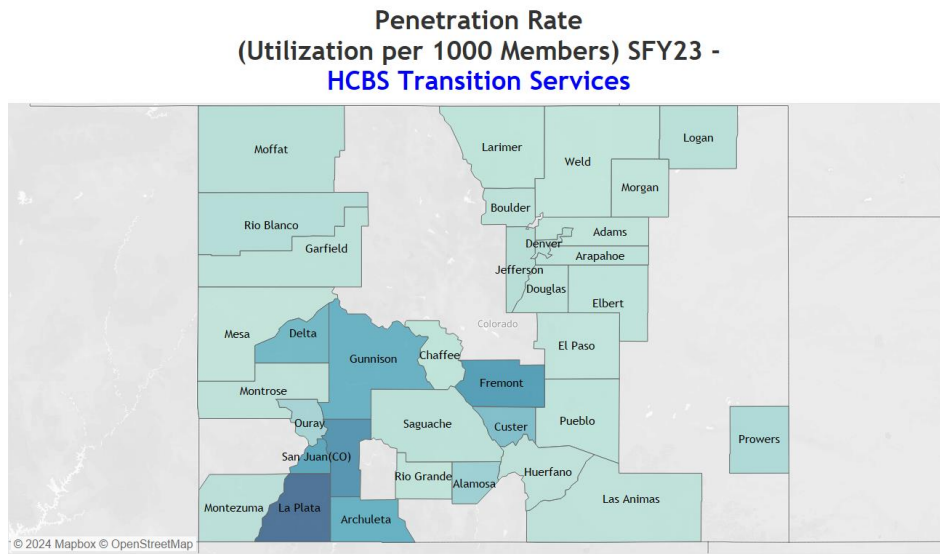 Penetration Rate
(Utilization per 1000 Members) SFY23 -
HCBS Transition Services
Moffat
Larimer
Logan
Weld
Morgan
Boulder
Rio Blanco
Garfield
Adams
Denver
Arapahoe
Jefferson
Douglas
Elbert
Colorado
Mesa
Delta
Gunnison
Chaffee
El Paso
Fremont
Montrose
Ouray
Saguache
Custer
Pueblo
Prowers
San Juan(CO)
Rio Grande
Alamosa
Huerfano
Las Animas
Montezuma
La Plata
Archuleta
© 2024 Mapbox © OpenStreetMap